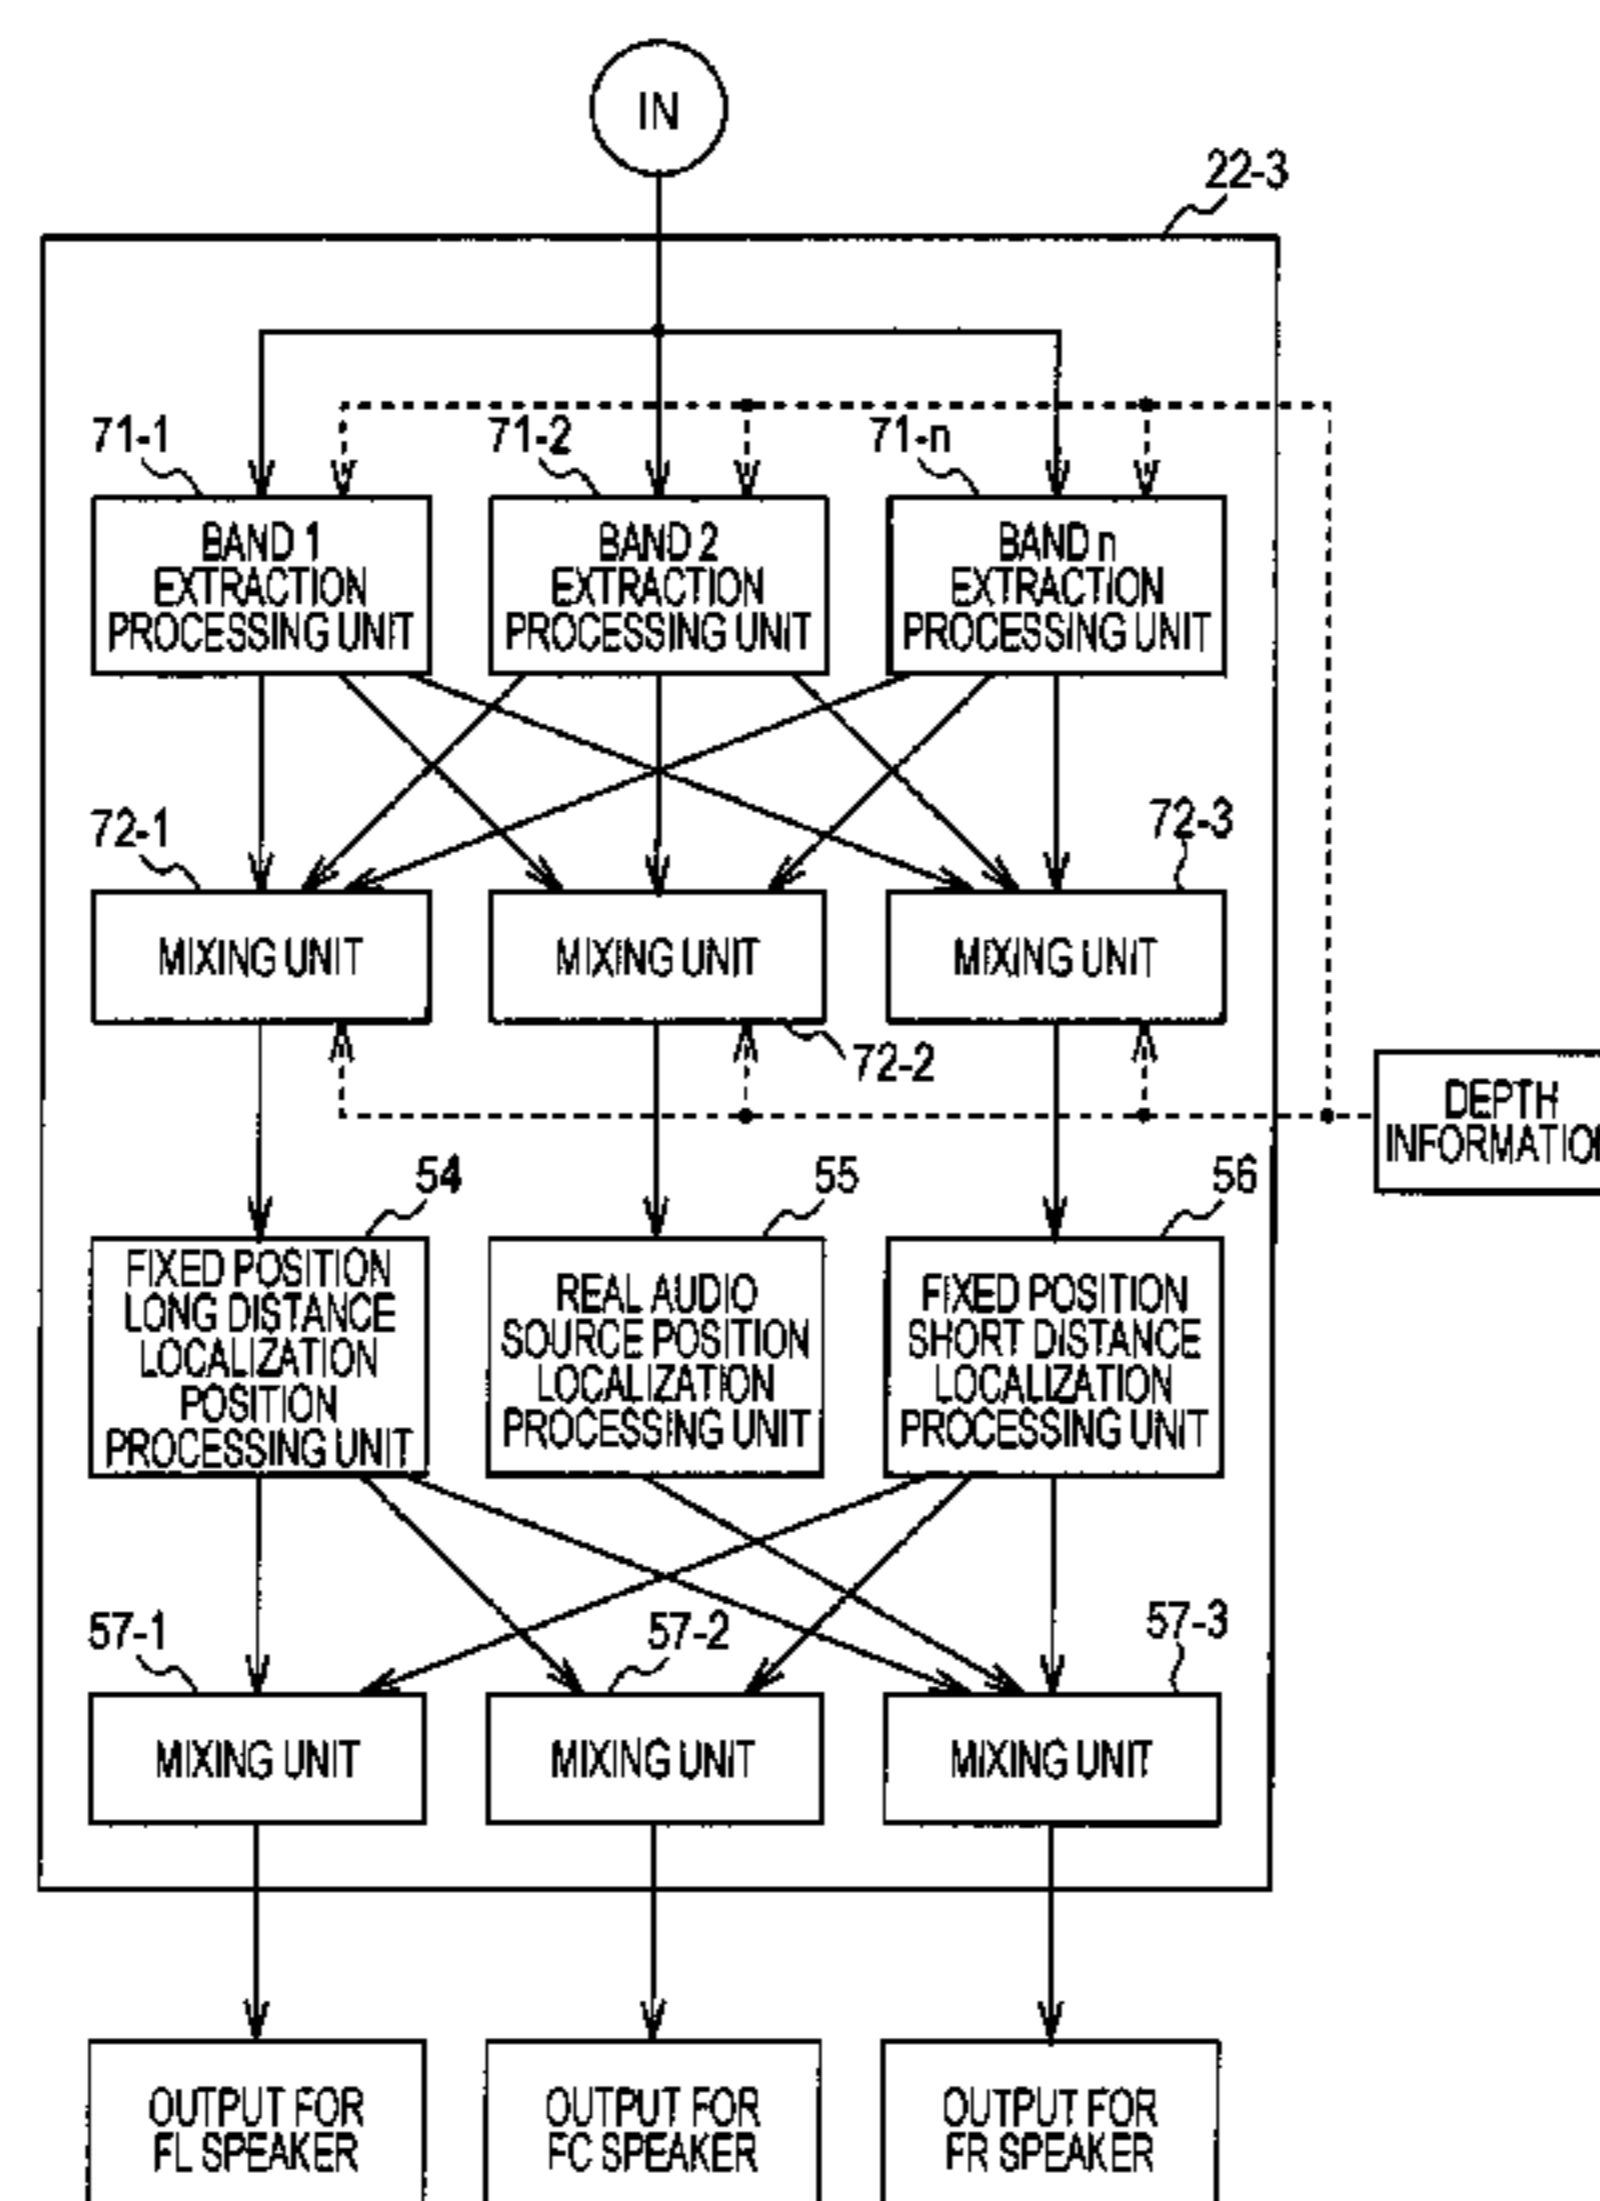 IN
22-3
71-1
71-2
71-n
BAND 1
EXTRACTION
PROCESSING UNIT
BAND 2
EXTRACTION
PROCESSING UNIT
BAND n
EXTRACTION
PROCESSING UNIT
72-1
72-3
MIXING UNIT
MIXING UNIT
MIXING UNIT
72-2
DEPTH
INFORMATIO
54
55
56
FIXED POSITION
LONG DISTANCE
LOCALIZATION
POSITION
PROCESSING UNIT
REAL AUDIO
SOURCE POSITION
LOCALIZATION
PROCESSING UNIT
FIXED POSITION
SHORT DISTANCE
LOCALIZATION
PROCESSING UNIT
57-1
57-2
57-3
MIXING UNIT
MIXING UNIT
MIXING UNIT
OUTPUT FOR
FL SPEAKER
OUTPUT FOR
FC SPEAKER
OUTPUT FOR
FR SPEAKER